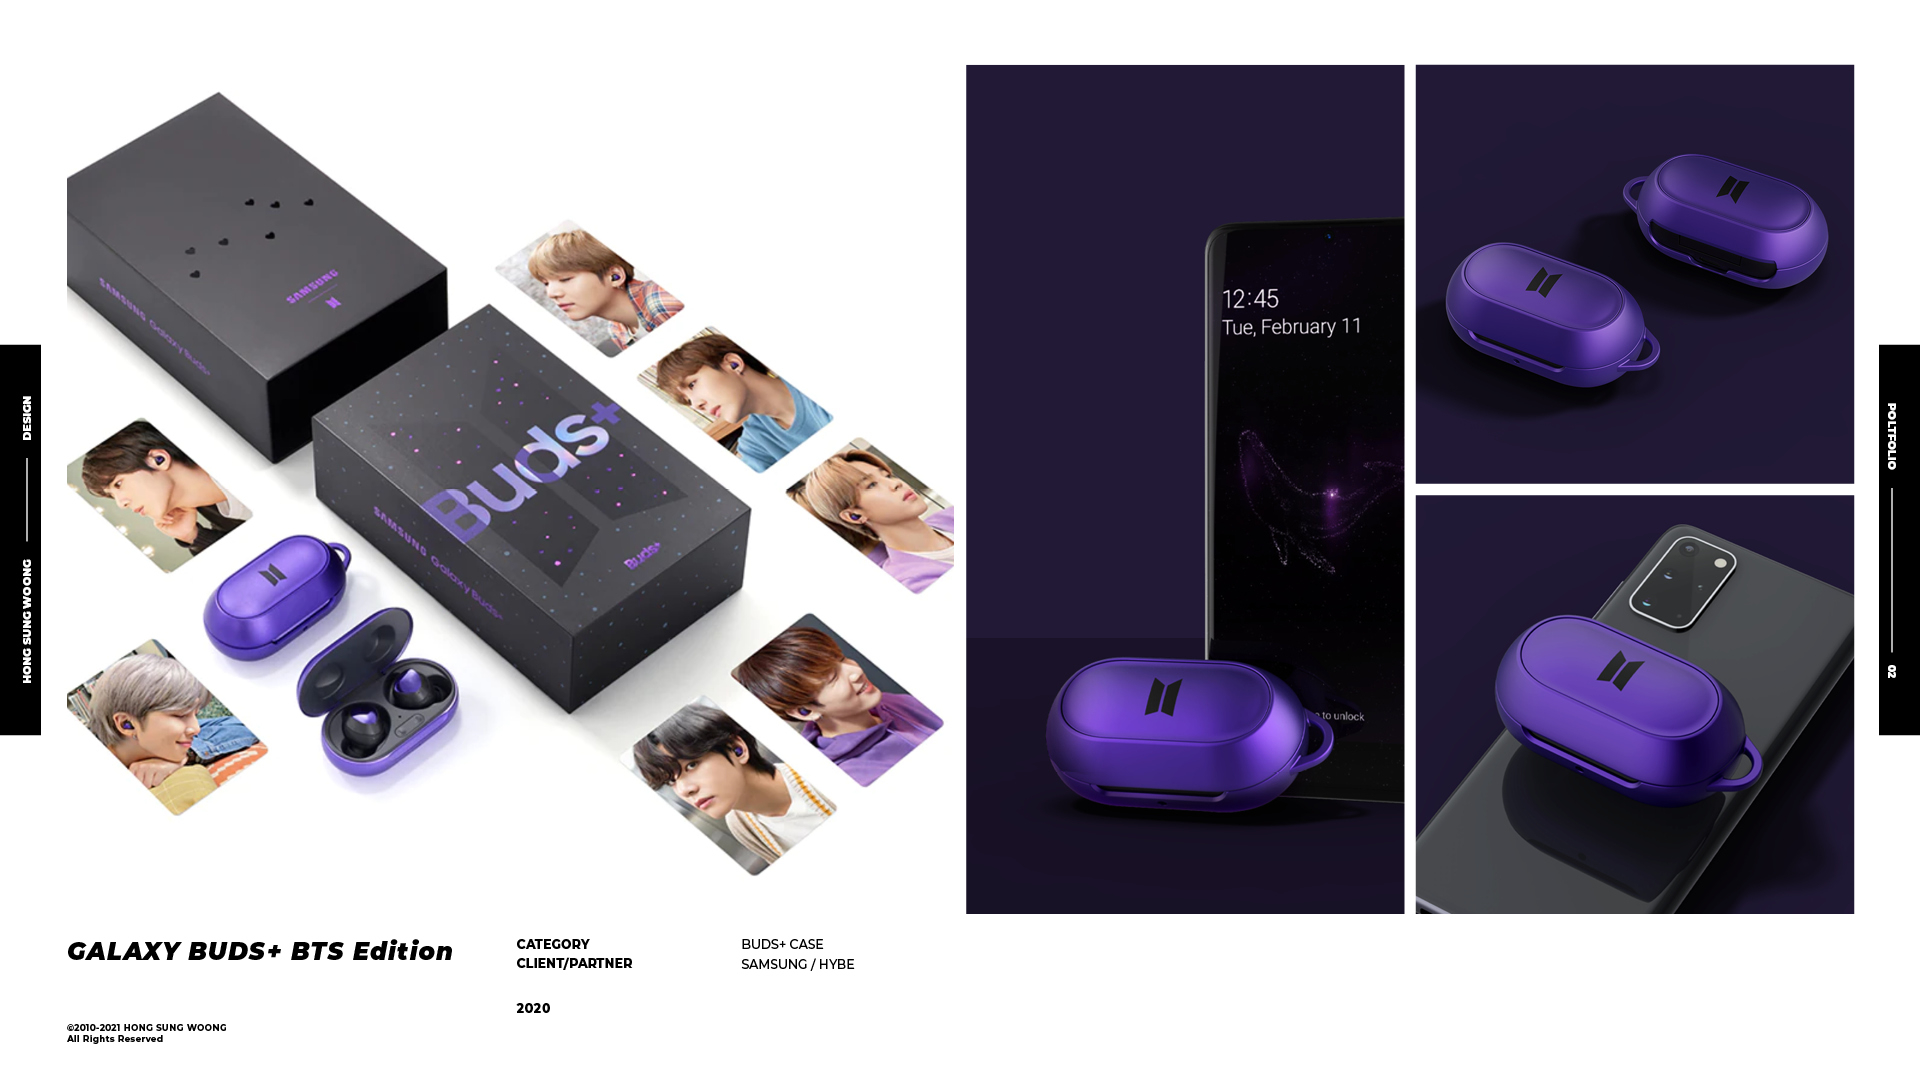 DESIGN
HONG SUNG WOONG
SAMSUNG
SAMSUNG Galaxy Buds+
Buds+
SAMSUNG Galaxy Buds+
Buds+
12:45
Tue, February 11
to unlock
POLTFOLIO
02
GALAXY BUDS+ BTS Edition
CATEGORY
BUDS+ CASE
CLIENT/PARTNER
SAMSUNG / HYBE
2020
©2010-2021 HONG SUNG WOONG
All Rights Reserved